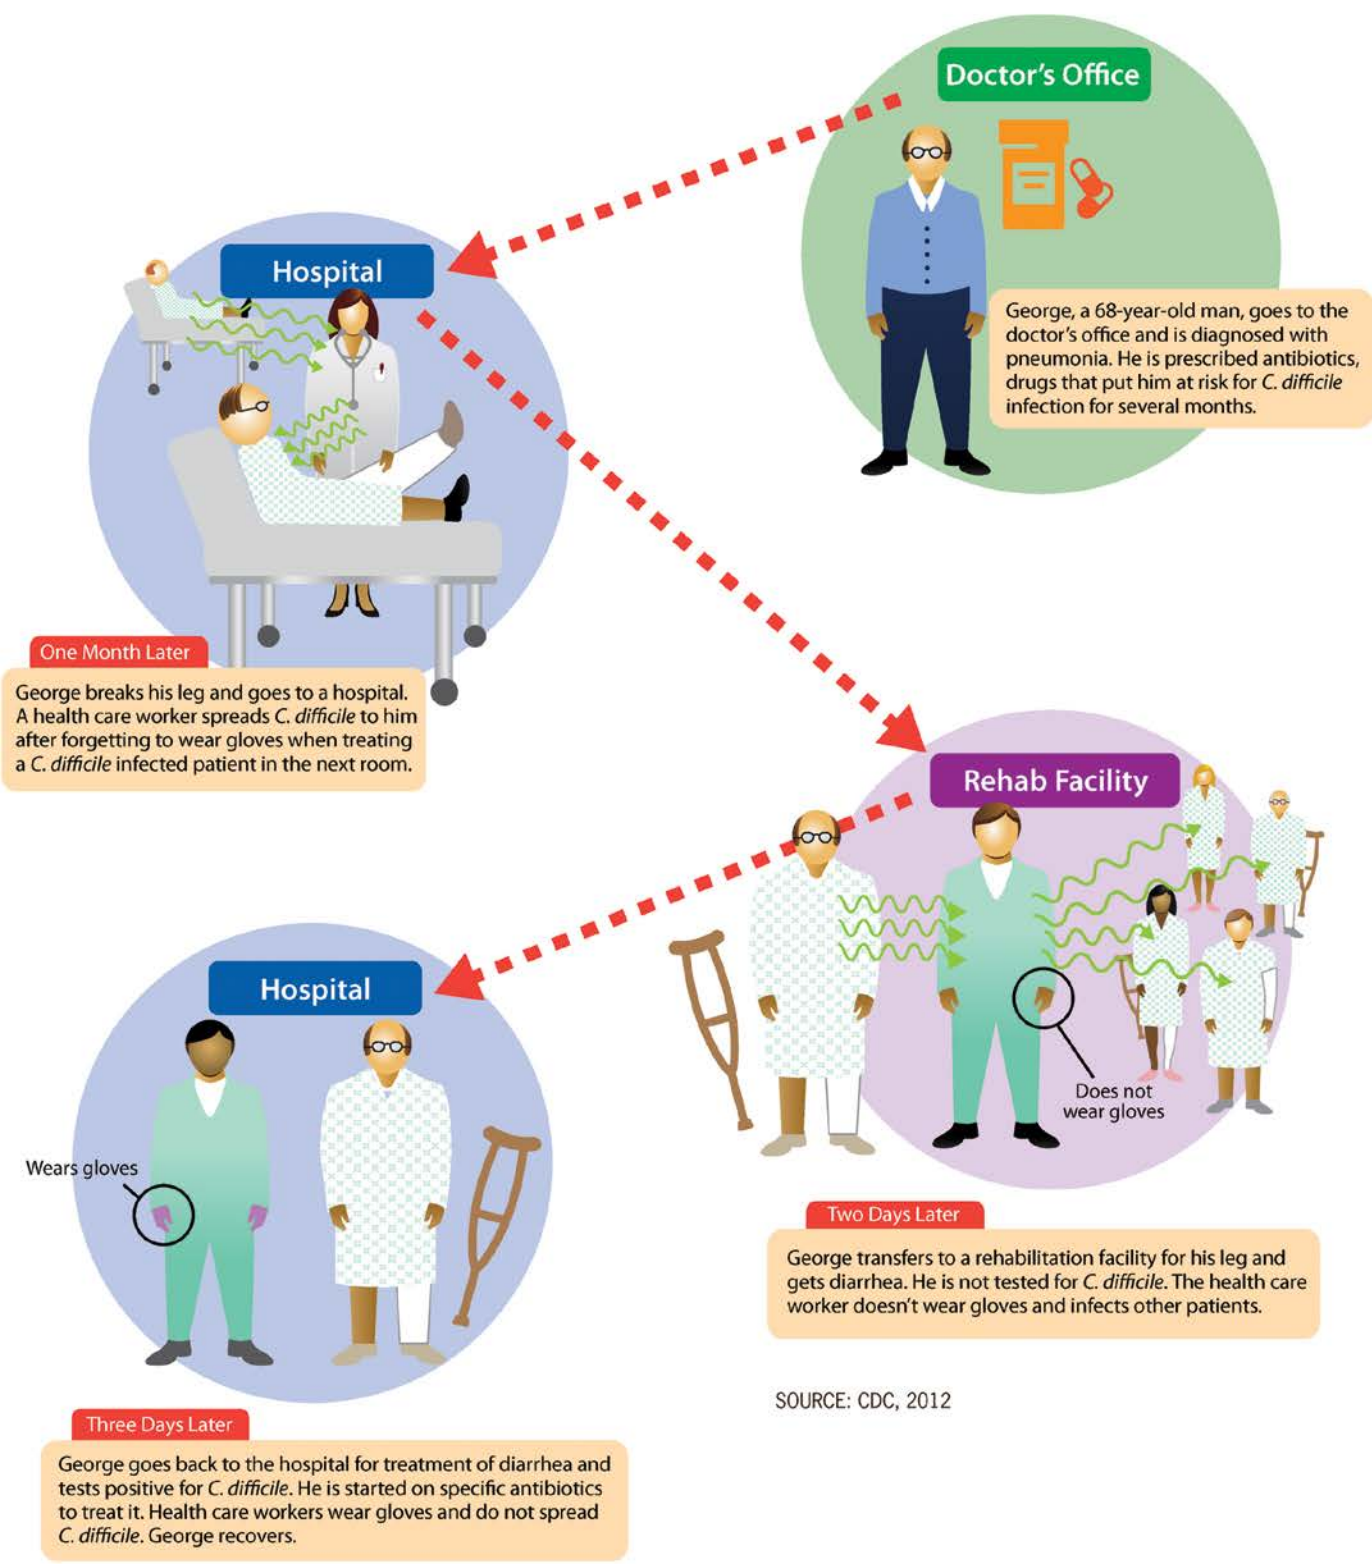 Doctor's Office
George, a 68-year-old man, goes to the
doctor's office and is diagnosed with
pneumonia. He is prescribed antibiotics,
drugs that put him at risk for C. difficile
infection for several months.
Hospital
One Month Later
George breaks his leg and goes to a hospital.
A health care worker spreads C. difficile to him
after forgetting to wear gloves when treating
a C. difficile infected patient in the next room.
Rehab Facility
Does not
wear gloves
Two Days Later
George transfers to a rehabilitation facility for his leg and
gets diarrhea. He is not tested for C. difficile. The health care
worker doesn't wear gloves and infects other patients.
Hospital
Wears gloves
Three Days Later
George goes back to the hospital for treatment of diarrhea and
tests positive for C. difficile. He is started on specific antibiotics
to treat it. Health care workers wear gloves and do not spread
C. difficile. George recovers.
SOURCE: CDC, 2012